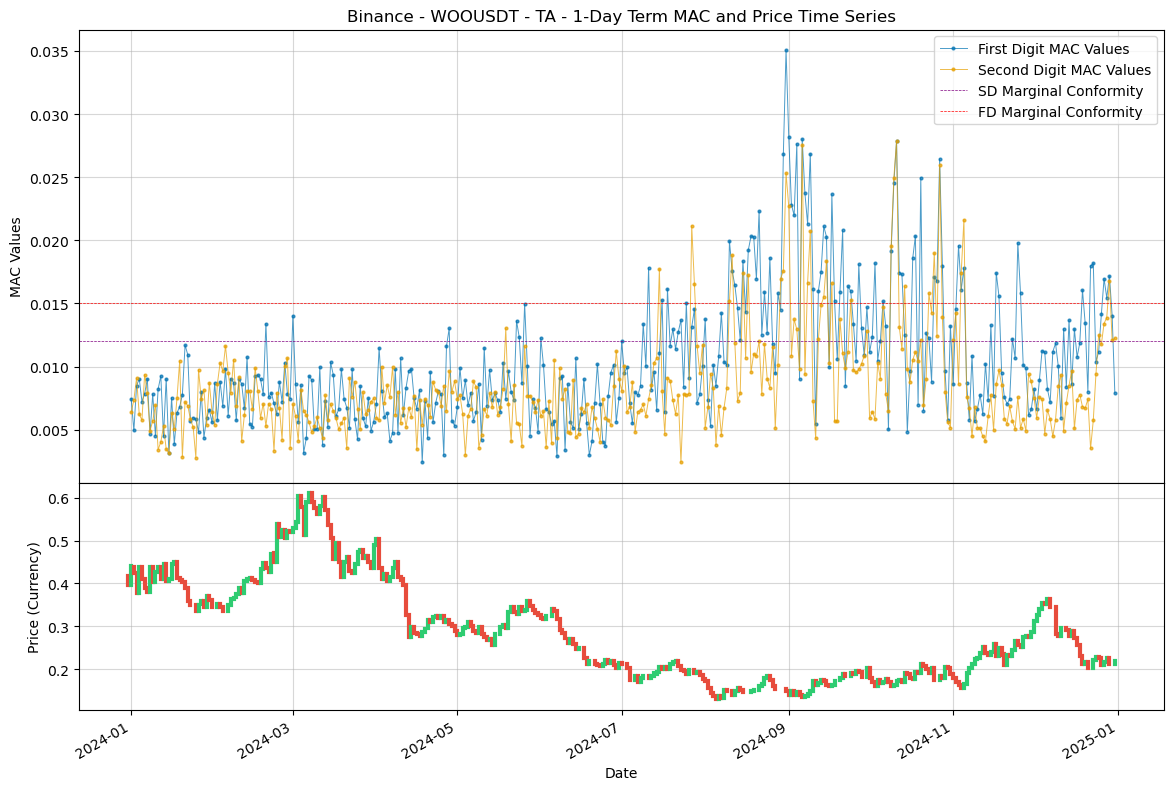 Binance - WOOUSDT - TA - 1-Day Term MAC and Price Time Series
First Digit MAC Values
Second Digit MAC Values
SD Marginal Conformity
FD Marginal Conformity
MAC Values
0.035
0.030
0.025
0.020
0.015
0.010
0.005
Price (Currency)
0.6
0.5
0.4
0.3
0.2
2024-01
2024-03
2024-05
2024-07
2024-09
2024-11
2025-01
Date